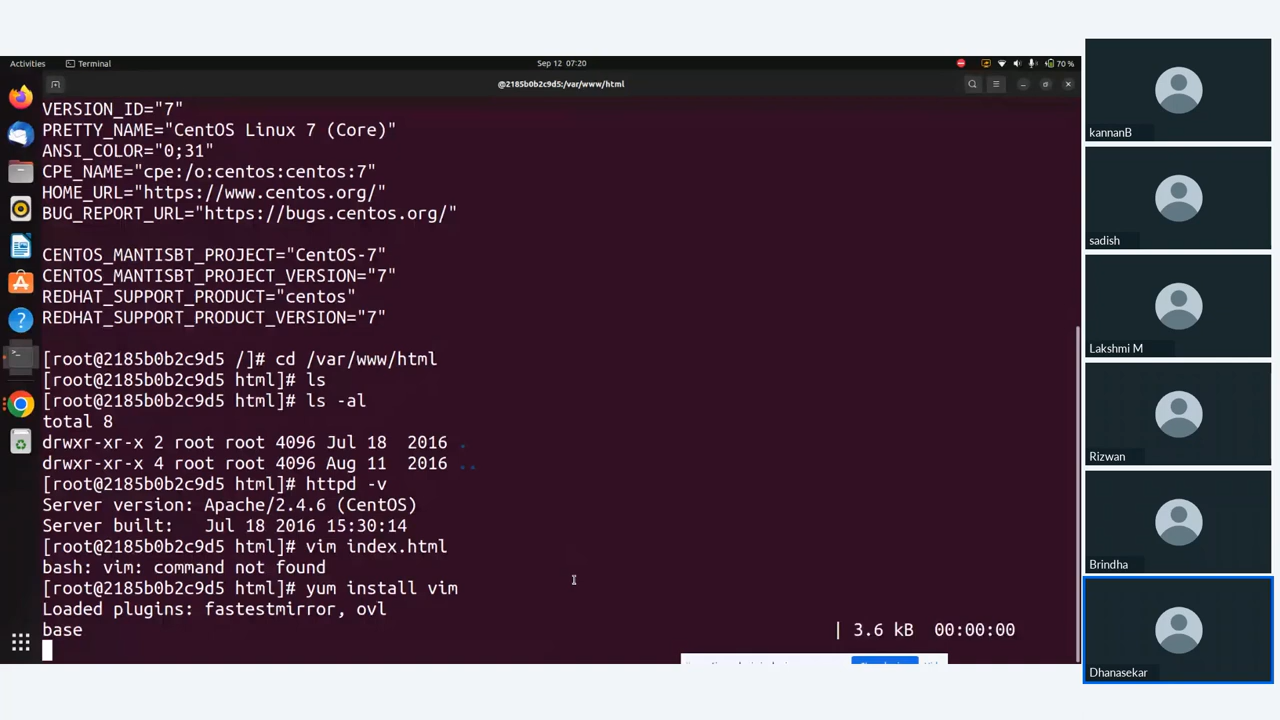 Activities
Terminal
Sep 12 07:20
70 %
@2185b0b2c9d5:/var/www/html
VERSION_ID="7"
PRETTY_NAME="CentOS Linux 7 (Core)"
ANSI_COLOR="0;31"
CPE_NAME="cpe:/o:centos:centos:7"
HOME_URL="https://www.centos.org/"
BUG_REPORT_URL="https://bugs.centos.org/"
CENTOS_MANTISBT_PROJECT="CentOS-7"
CENTOS_MANTISBT_PROJECT_VERSION="7"
REDHAT_SUPPORT_PRODUCT="centos"
REDHAT_SUPPORT_PRODUCT_VERSION="7"
[root@2185b0b2c9d5 /]# cd /var/www/html
[root@2185b0b2c9d5 html]# ls
[root@2185b0b2c9d5 html]# ls -al
total 8
drwxr-xr-x 2 root root 4096 Jul 18  2016 .
drwxr-xr-x 4 root root 4096 Aug 11  2016 ..
[root@2185b0b2c9d5 html]# httpd -v
Server version: Apache/2.4.6 (CentOS)
Server built:   Jul 18 2016 15:30:14
[root@2185b0b2c9d5 html]# vim index.html
bash: vim: command not found
[root@2185b0b2c9d5 html]# yum install vim
Loaded plugins: fastestmirror, ovl
base | 3.6 kB  00:00:00
kannanB
sadish
Lakshmi M
Rizwan
Brindha
Dhanasekar